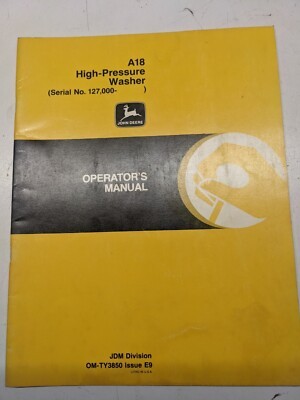 A18
High-Pressure
Washer
(Serial No. 127,000-        )
JOHN DEERE
OPERATOR'S
MANUAL
JDM Division
OM-TY3850 Issue E9